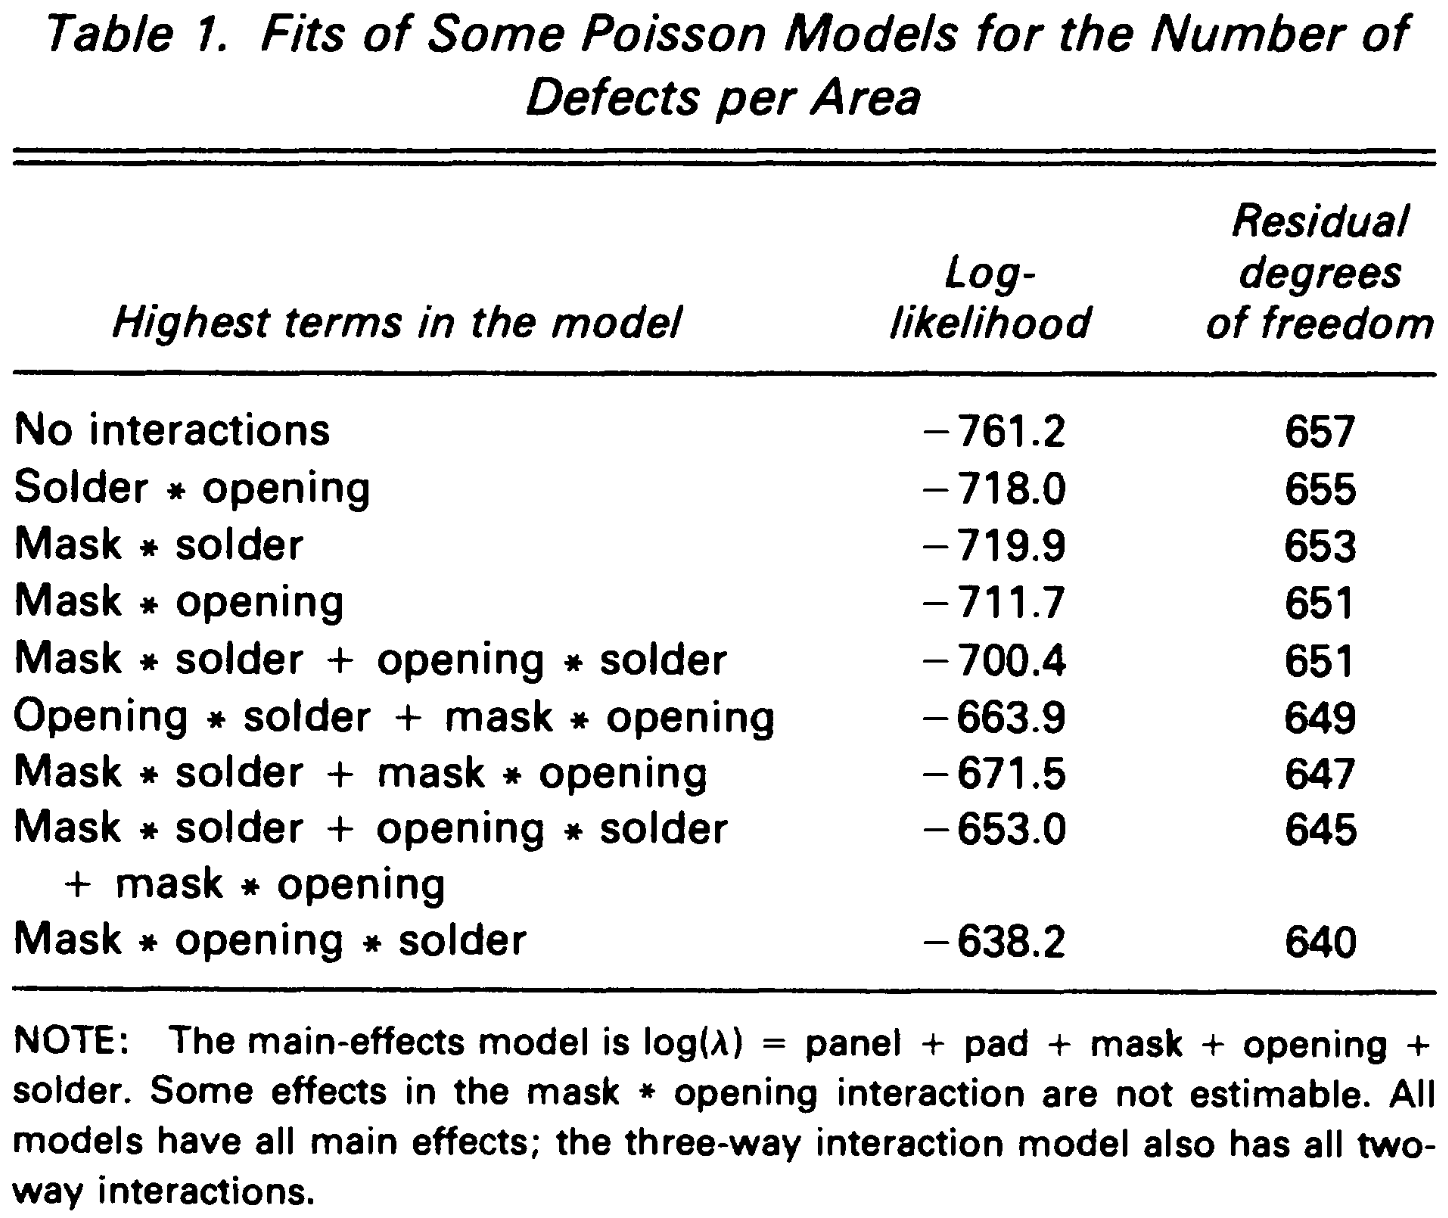 Table 1. Fits of Some Poisson Models for the Number of
Defects per Area
Residual
Log- degrees
Highest terms in the model likelihood of freedom
No interactions −761.2 657
Solder * opening −718.0 655
Mask * solder −719.9 653
Mask * opening −711.7 651
Mask * solder + opening * solder −700.4 651
Opening * solder + mask * opening −663.9 649
Mask * solder + mask * opening −671.5 647
Mask * solder + opening * solder −653.0 645
+ mask * opening
Mask * opening * solder −638.2 640
NOTE: The main-effects model is log(λ) = panel + pad + mask + opening +
solder. Some effects in the mask * opening interaction are not estimable. All
models have all main effects; the three-way interaction model also has all two-
way interactions.